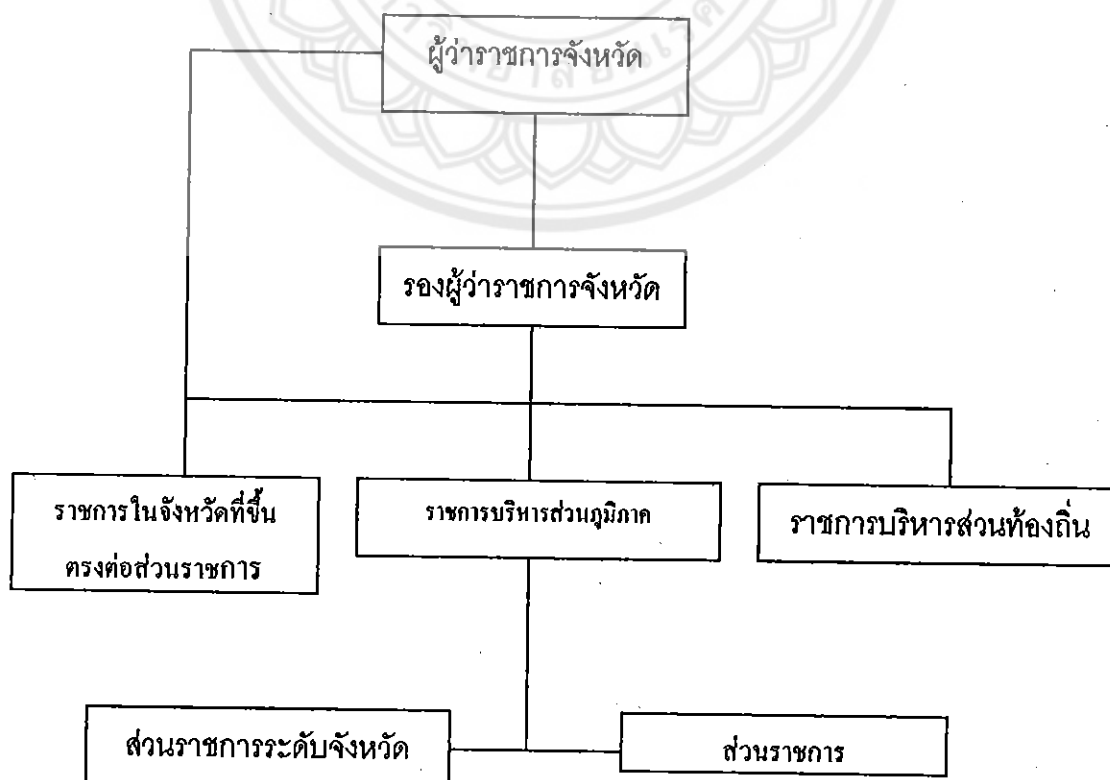 ผู้ว่าราชการจังหวัด
รองผู้ว่าราชการจังหวัด
ราชการในจังหวัดที่ขึ้น
ตรงต่อส่วนราชการ
ราชการบริหารส่วนภูมิภาค
ราชการบริหารส่วนท้องถิ่น
ส่วนราชการระดับจังหวัด
ส่วนราชการ